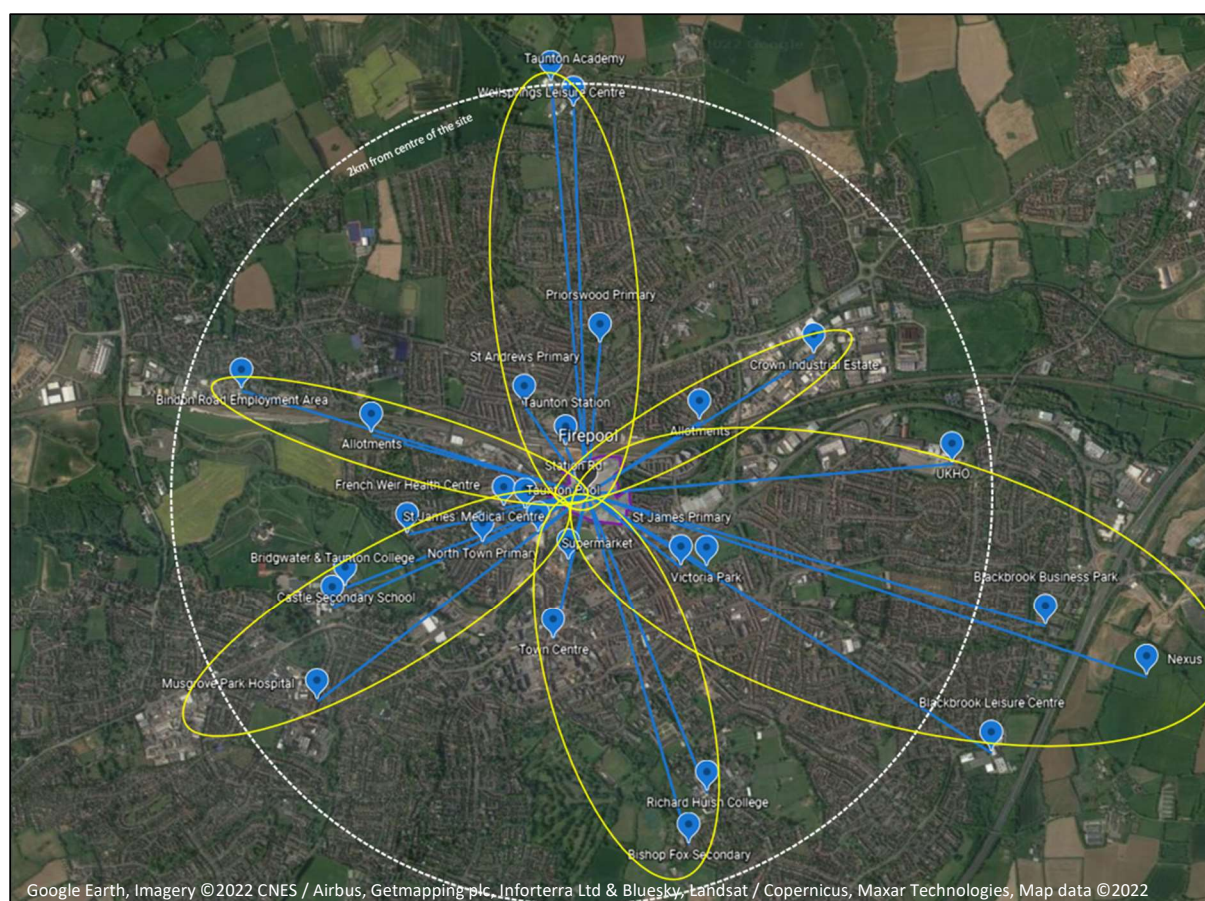 Taunton Academy
Wellsprings Leisure Centre
2km from centre of the site
Priorswood Primary
St Andrews Primary
Crown Industrial Estate
Bindon Road Employment Area
Taunton Station
Allotments
Allotments
Firepool
Station Rd
UKHO
French Weir Health Centre
Taunton Pool
St James' Medical Centre
St James Primary
North Town Primary
Supermarket
Bridgwater & Taunton College
Victoria Park
Blackbrook Business Park
Castle Secondary School
Town Centre
Nexus
Musgrove Park Hospital
Blackbrook Leisure Centre
Richard Huish College
Bishop Fox Secondary
Google Earth, Imagery ©2022 CNES / Airbus, Getmapping plc, Infoterra Ltd & Bluesky, Landsat / Copernicus, Maxar Technologies, Map data ©2022